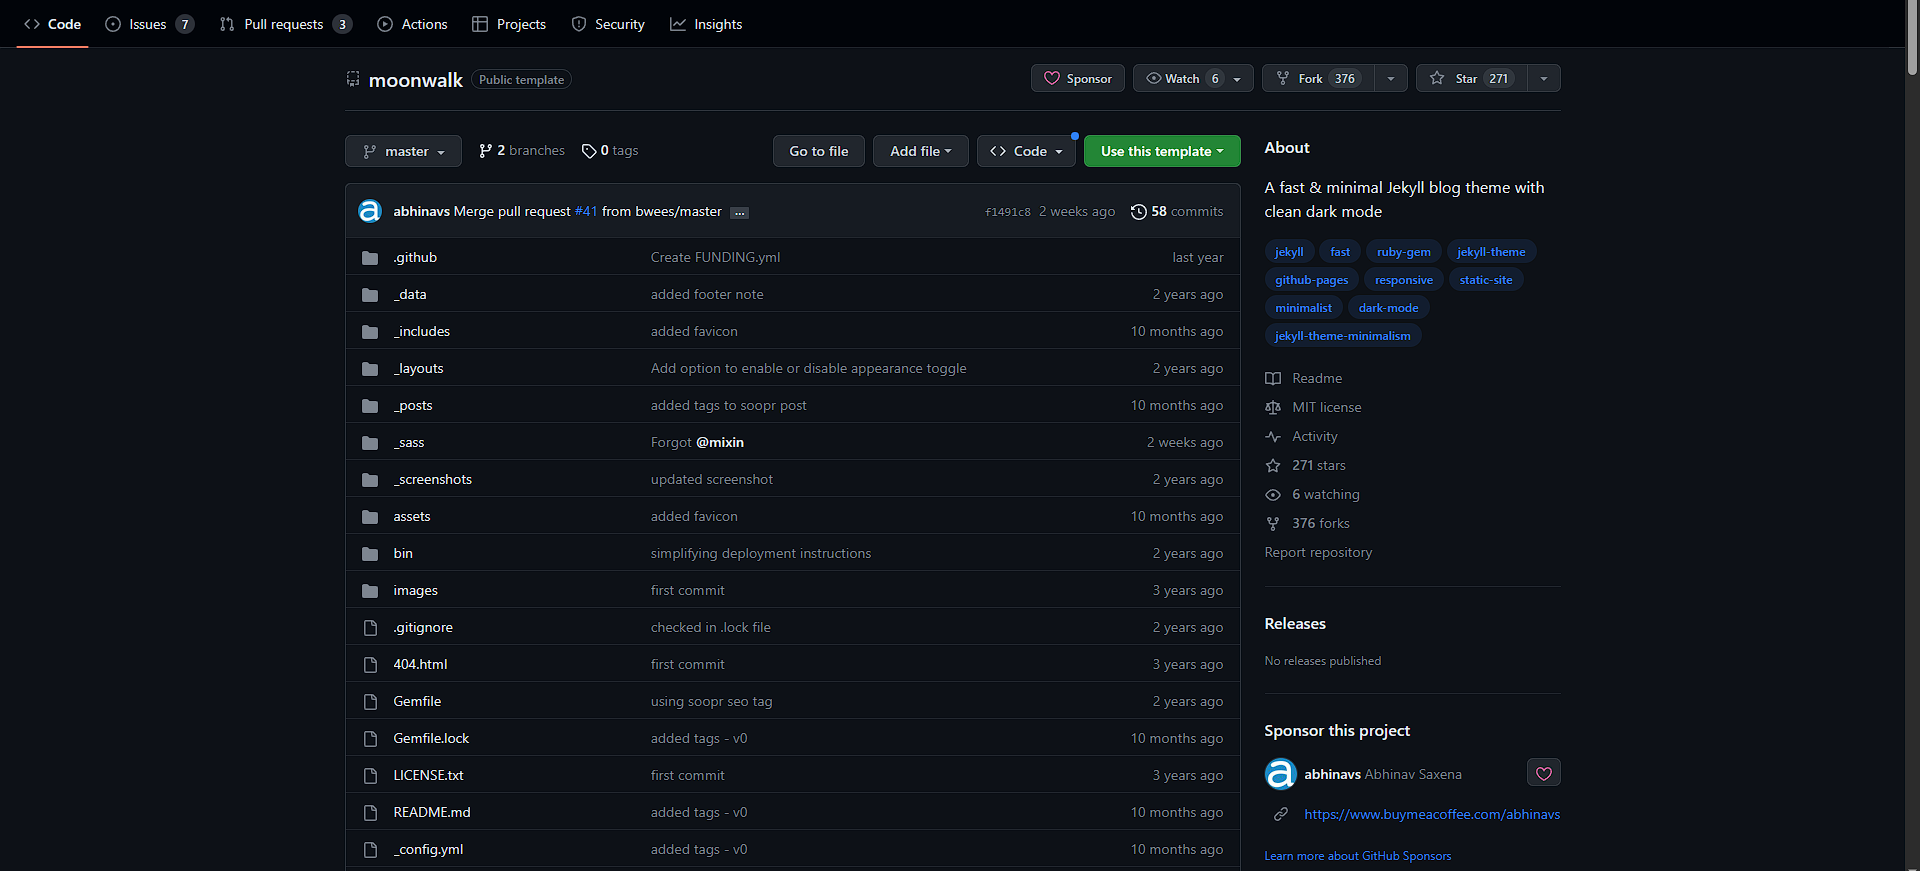 Code Issues 7 Pull requests 3 Actions Projects Security Insights
moonwalk Public template Sponsor Watch 6 Fork 376 Star 271
master 2 branches 0 tags Go to file Add file Code Use this template
abhinavs Merge pull request #41 from bwees/master ... f1491c8 2 weeks ago 58 commits
.github Create FUNDING.yml last year
_data added footer note 2 years ago
_includes added favicon 10 months ago
_layouts Add option to enable or disable appearance toggle 2 years ago
_posts added tags to soopr post 10 months ago
_sass Forgot @mixin 2 weeks ago
_screenshots updated screenshot 2 years ago
assets added favicon 10 months ago
bin simplifying deployment instructions 2 years ago
images first commit 3 years ago
.gitignore checked in .lock file 2 years ago
404.html first commit 3 years ago
Gemfile using soopr seo tag 2 years ago
Gemfile.lock added tags - v0 10 months ago
LICENSE.txt first commit 3 years ago
README.md added tags - v0 10 months ago
_config.yml added tags - v0 10 months ago
About
A fast & minimal Jekyll blog theme with
clean dark mode
jekyll fast ruby-gem jekyll-theme
github-pages responsive static-site
minimalist dark-mode
jekyll-theme-minimalism
Readme
MIT license
Activity
271 stars
6 watching
376 forks
Report repository
Releases
No releases published
Sponsor this project
abhinavs Abhinav Saxena
https://www.buymeacoffee.com/abhinavs
Learn more about GitHub Sponsors